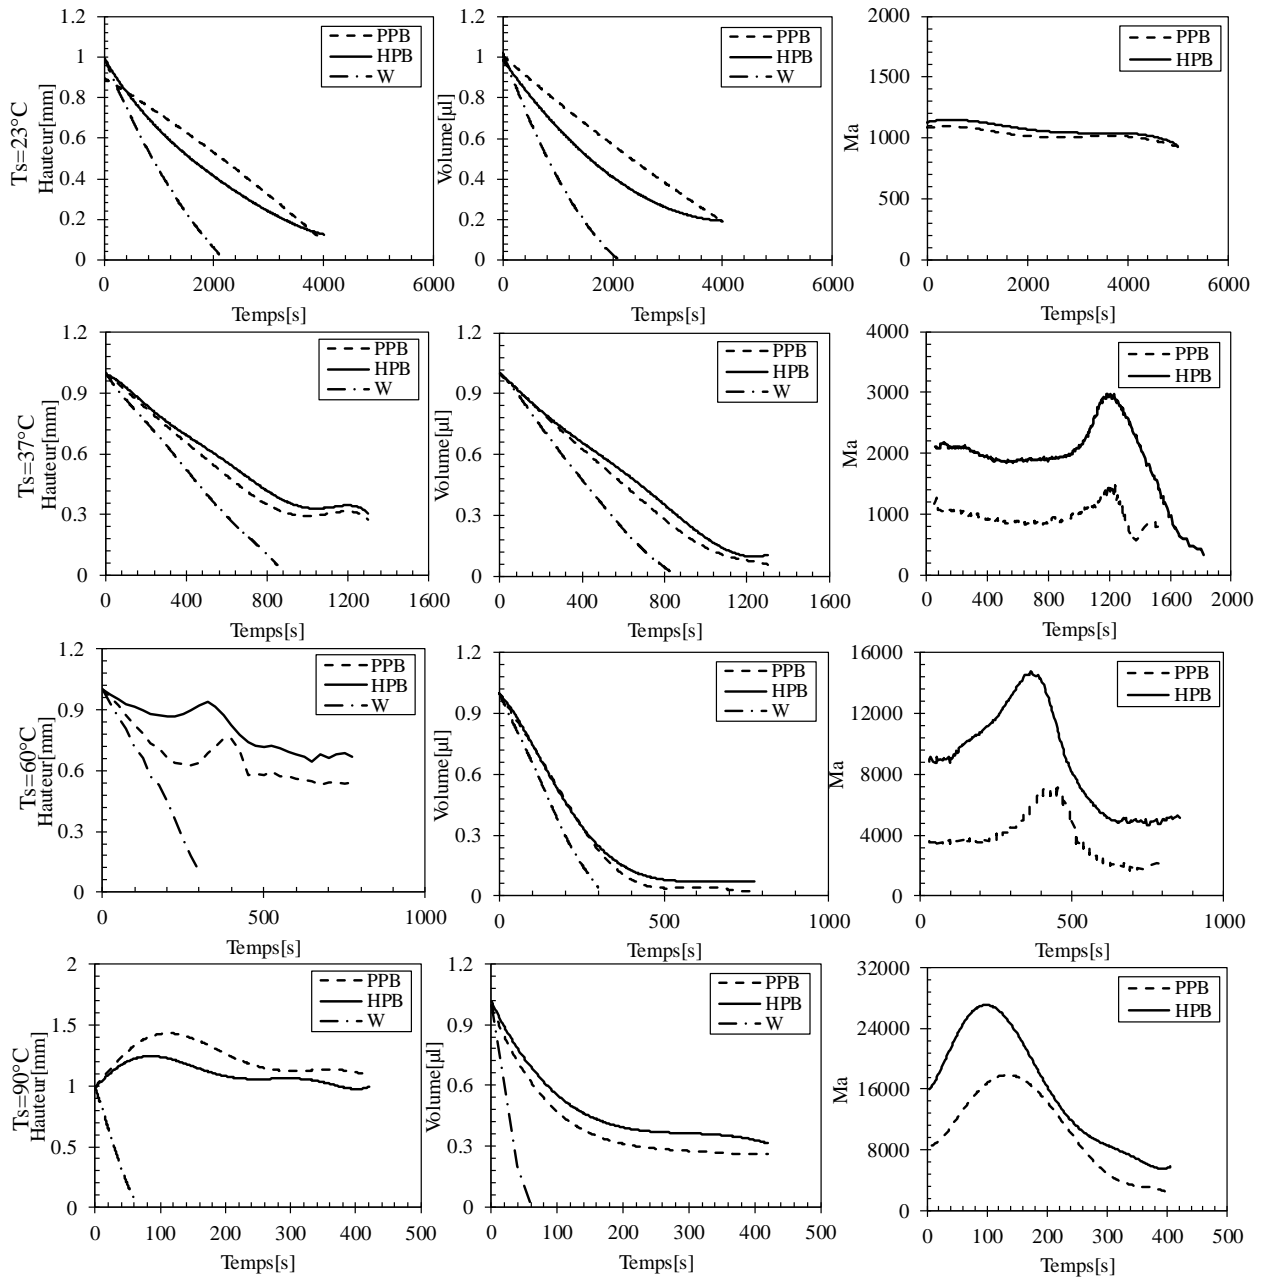 Ts=23°C
Hauteur[mm]
1.2
1
0.8
0.6
0.4
0.2
0
0 2000 4000 6000
Temps[s]
PPB
HPB
W
Volume[µl]
1.2
1
0.8
0.6
0.4
0.2
0
0 2000 4000 6000
Temps[s]
PPB
HPB
W
Ma
2000
1500
1000
500
0
0 2000 4000 6000
Temps[s]
PPB
HPB
Ts=37°C
Hauteur[mm]
1.2
0.9
0.6
0.3
0
0 400 800 1200 1600
Temps[s]
PPB
HPB
W
Volume[µl]
1.2
0.9
0.6
0.3
0
0 400 800 1200 1600
Temps[s]
PPB
HPB
W
Ma
4000
3000
2000
1000
0
0 400 800 1200 1600 2000
Temps[s]
PPB
HPB
Ts=60°C
Hauteur[mm]
1.2
0.9
0.6
0.3
0
0 500 1000
Temps[s]
PPB
HPB
W
Volume[µl]
1.2
0.9
0.6
0.3
0
0 500 1000
Temps[s]
PPB
HPB
W
Ma
16000
12000
8000
4000
0
0 500 1000
Temps[s]
PPB
HPB
Ts=90°C
Hauteur[mm]
2
1.5
1
0.5
0
0 100 200 300 400 500
Temps[s]
PPB
HPB
W
Volume[µl]
1.2
0.9
0.6
0.3
0
0 100 200 300 400 500
Temps[s]
PPB
HPB
W
Ma
32000
24000
16000
8000
0
0 100 200 300 400 500
Temps[s]
PPB
HPB